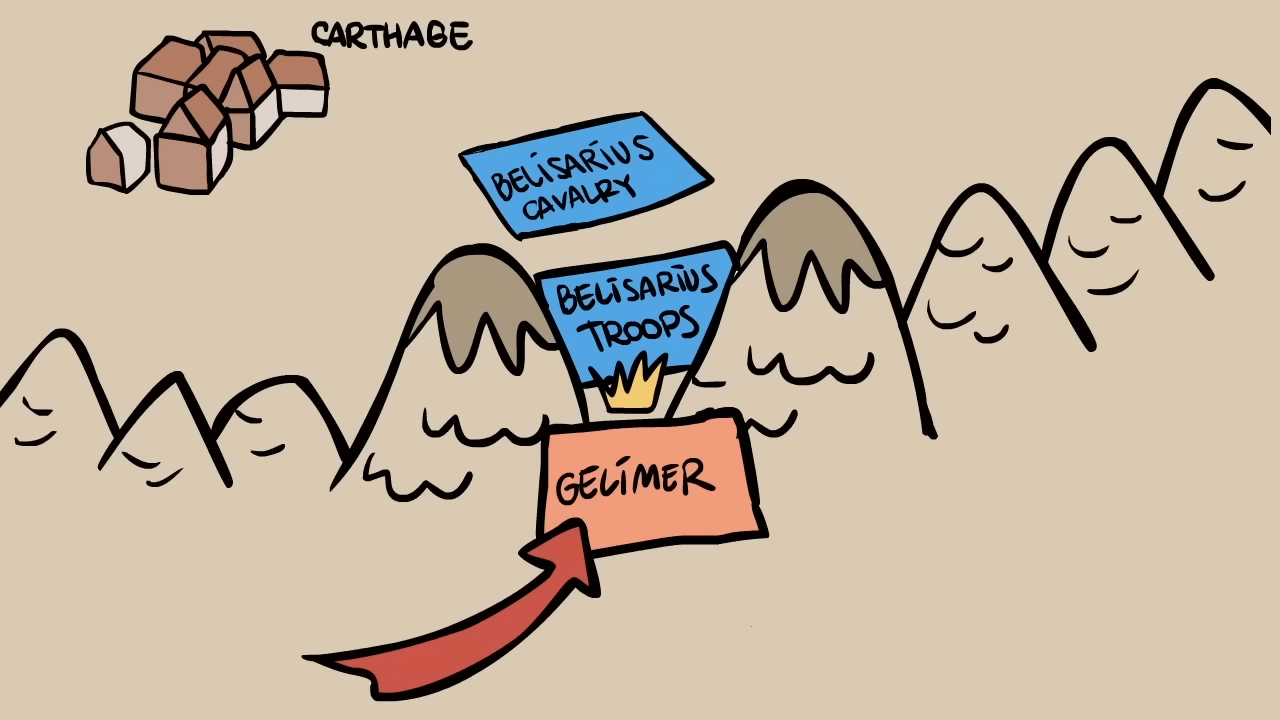 CARTHAGE
BELISARIUS
CAVALRY
BELISARIUS
TROOPS
GELIMER